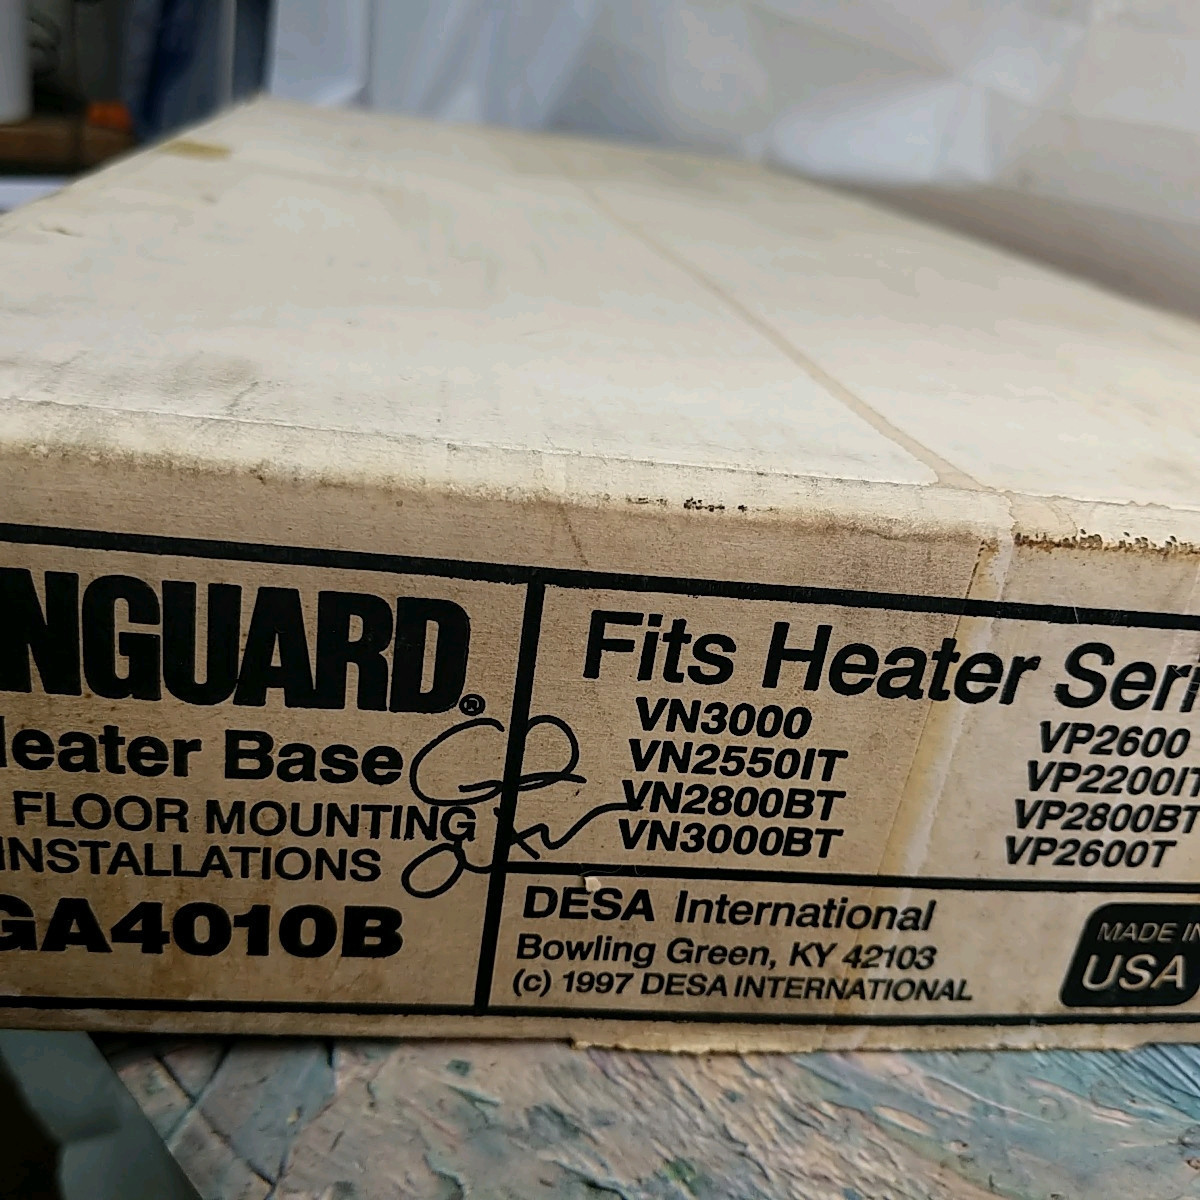 NGUARD®
Heater Base
FLOOR MOUNTING
INSTALLATIONS
GA4010B
Fits Heater Seri
VN3000
VN2550IT
VN2800BT
VN3000BT
VP2600
VP2200IT
VP2800BT
VP2600T
DESA International
Bowling Green, KY 42103
(c) 1997 DESA INTERNATIONAL
MADE IN
USA